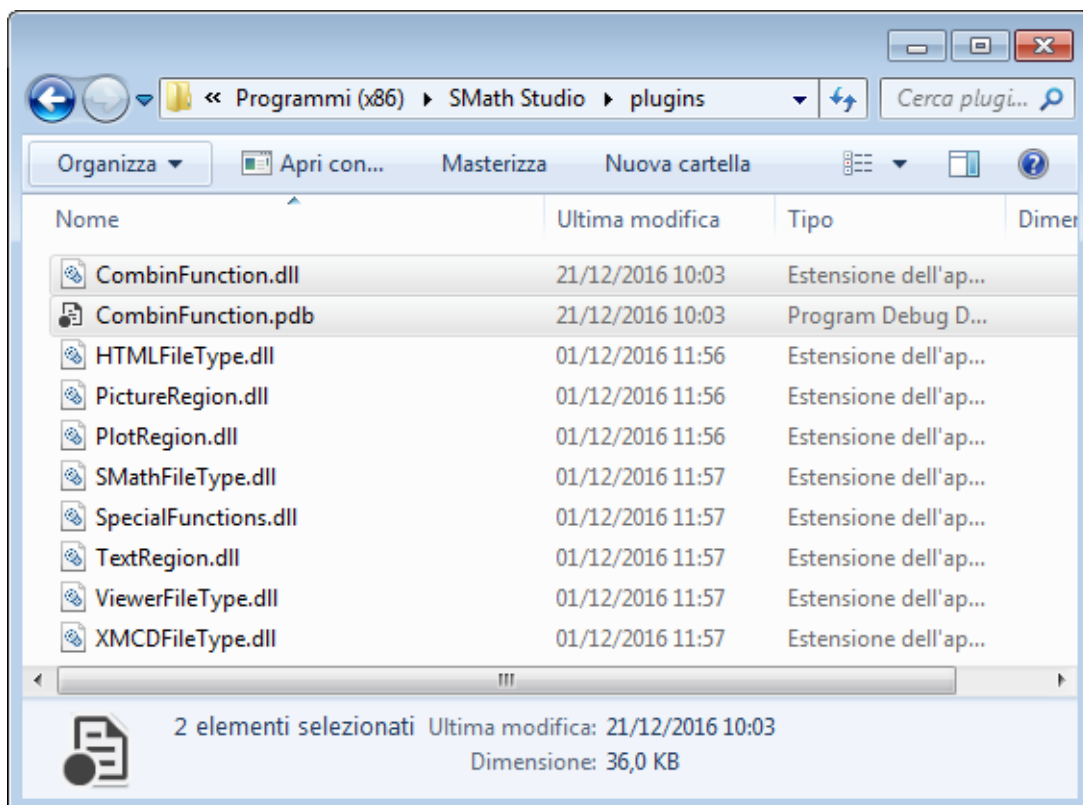 « Programmi (x86) ▸ SMath Studio ▸ plugins Cerca plugi...
Organizza Apri con... Masterizza Nuova cartella
Nome Ultima modifica Tipo Dimer
CombinFunction.dll 21/12/2016 10:03 Estensione dell'ap...
CombinFunction.pdb 21/12/2016 10:03 Program Debug D...
HTMLFileType.dll 01/12/2016 11:56 Estensione dell'ap...
PictureRegion.dll 01/12/2016 11:56 Estensione dell'ap...
PlotRegion.dll 01/12/2016 11:56 Estensione dell'ap...
SMathFileType.dll 01/12/2016 11:57 Estensione dell'ap...
SpecialFunctions.dll 01/12/2016 11:57 Estensione dell'ap...
TextRegion.dll 01/12/2016 11:57 Estensione dell'ap...
ViewerFileType.dll 01/12/2016 11:57 Estensione dell'ap...
XMCDFileType.dll 01/12/2016 11:57 Estensione dell'ap...
2 elementi selezionati Ultima modifica: 21/12/2016 10:03
Dimensione: 36,0 KB